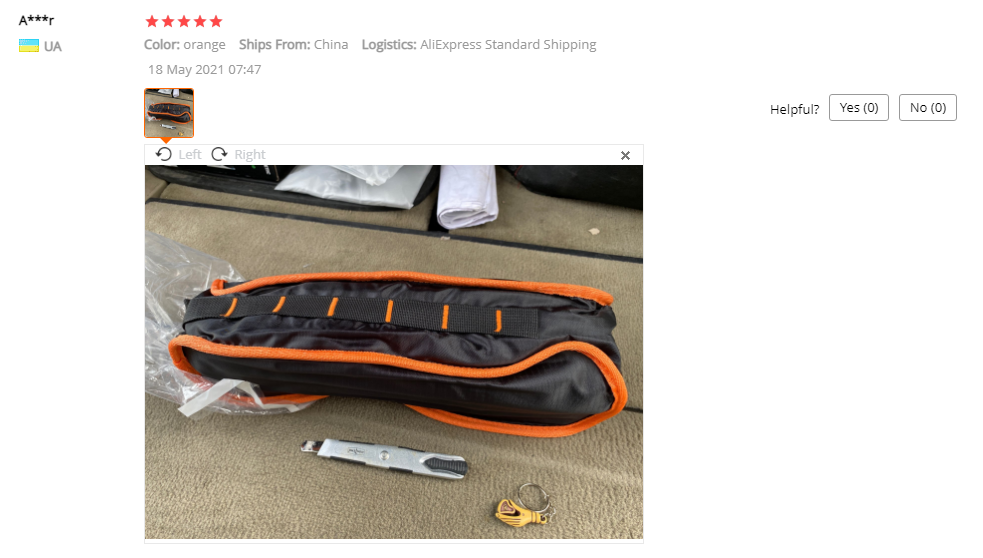 A***r
UA
Color: orange Ships From: China Logistics: AliExpress Standard Shipping
18 May 2021 07:47
Helpful? Yes (0) No (0)
Left Right